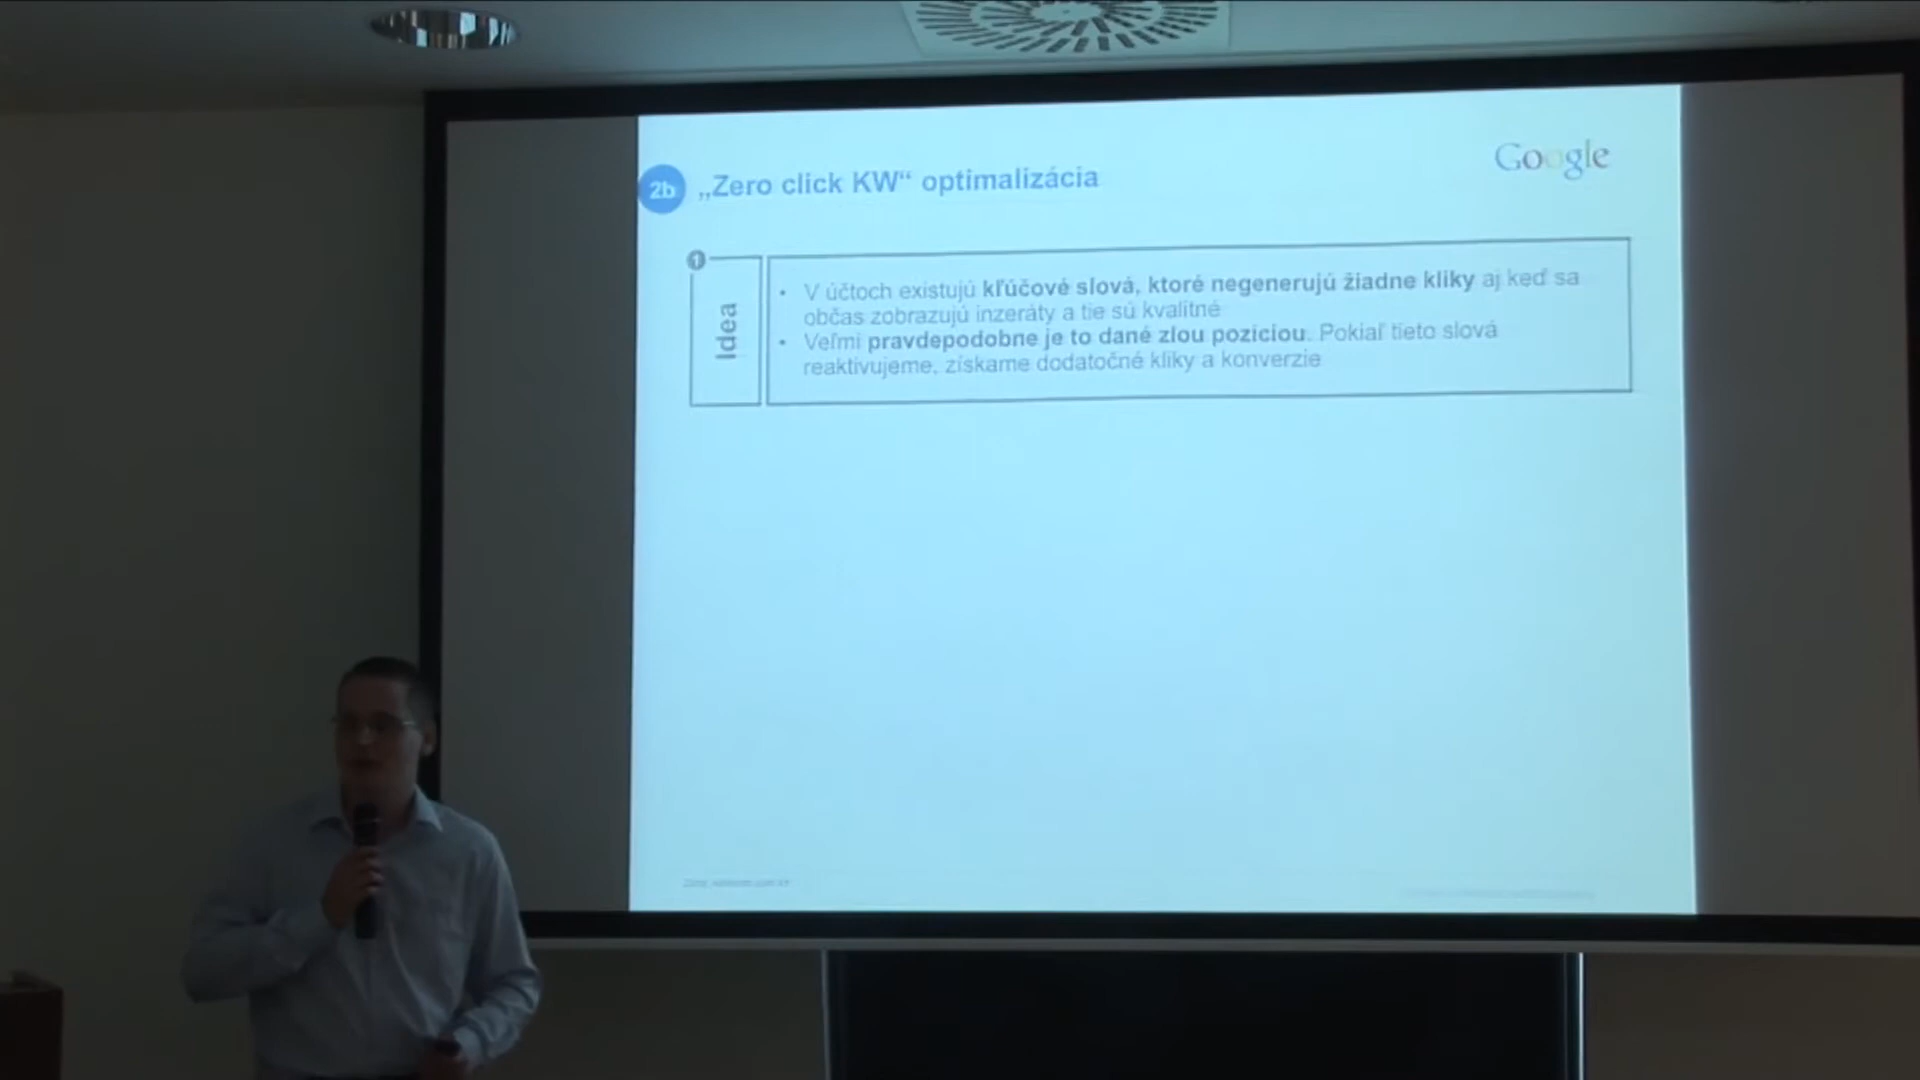 Google
2b „Zero click KW“ optimalizácia
1
Idea
• V účtoch existujú kľúčové slová, ktoré negenerujú žiadne kliky aj keď sa
občas zobrazujú inzeráty a tie sú kvalitné
• Veľmi pravdepodobne je to dané zlou pozíciou. Pokiaľ tieto slová
reaktivujeme, získame dodatočné kliky a konverzie